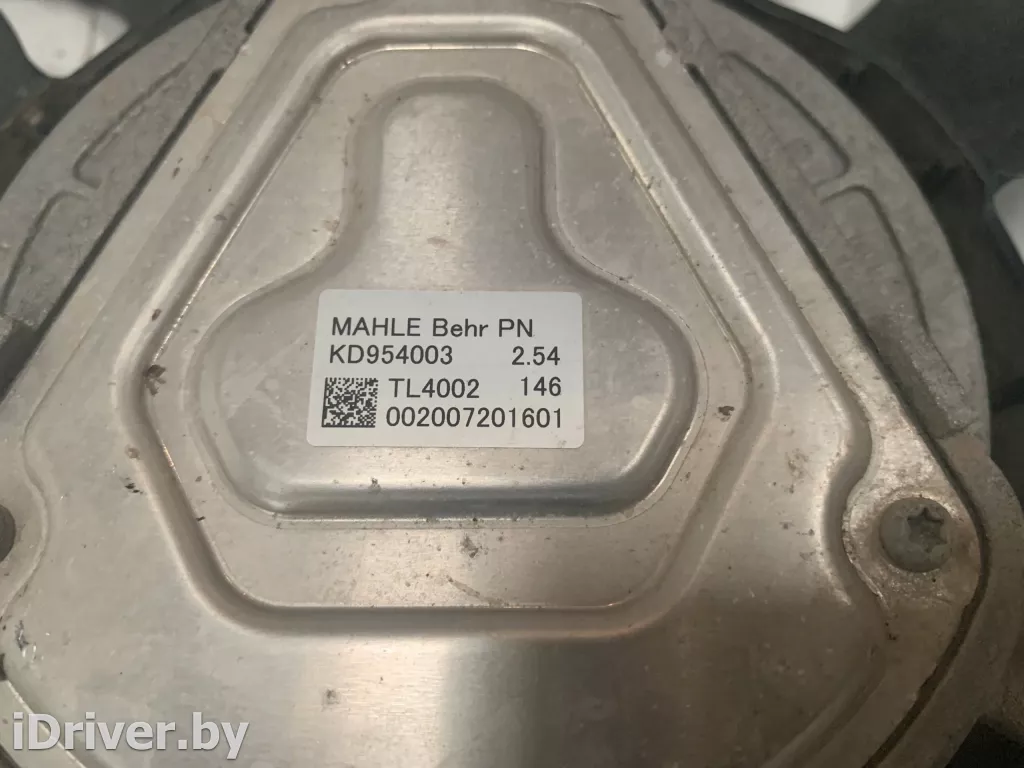 MAHLE Behr PN
KD954003 2.54
TL4002 146
002007201601
iDriver.by